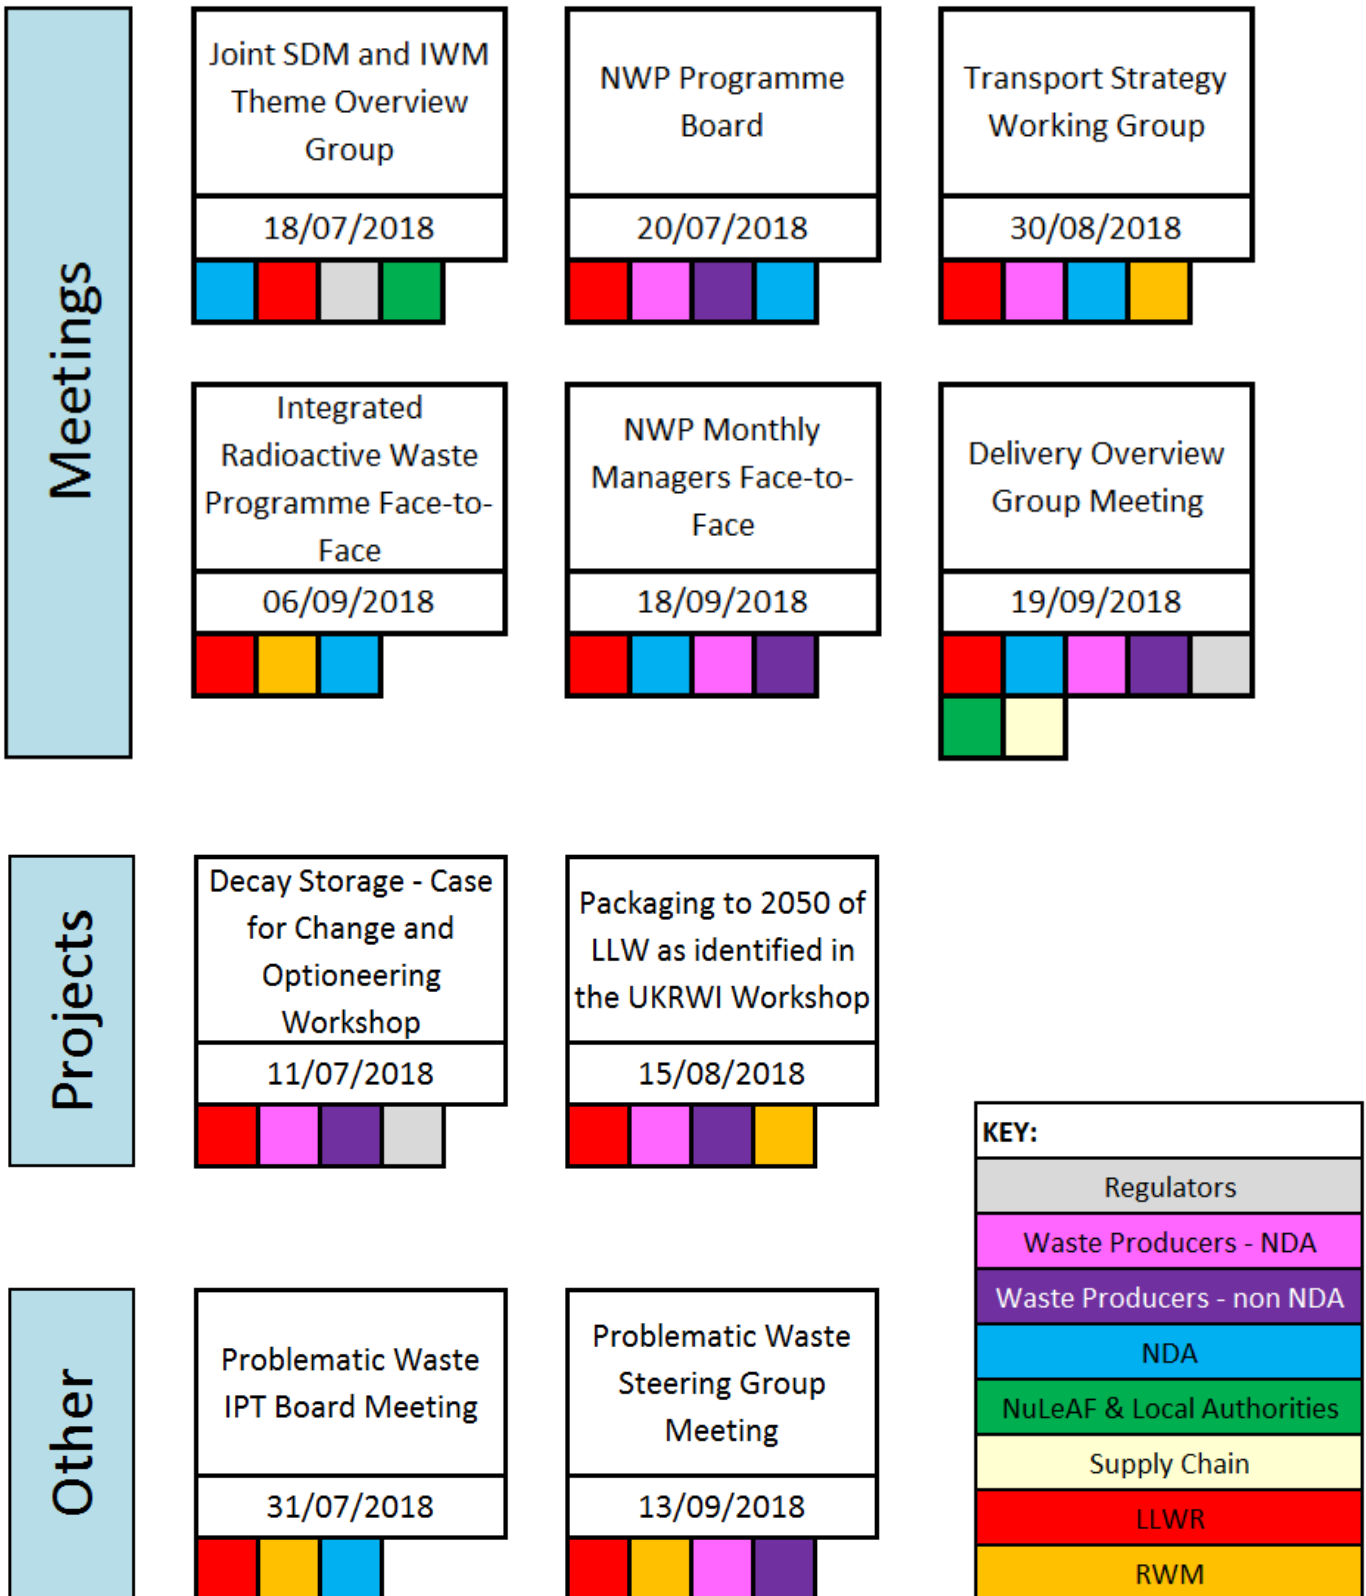 Meetings
Joint SDM and IWM
Theme Overview
Group
18/07/2018
NWP Programme
Board
20/07/2018
Transport Strategy
Working Group
30/08/2018
Integrated
Radioactive Waste
Programme Face-to-
Face
06/09/2018
NWP Monthly
Managers Face-to-
Face
18/09/2018
Delivery Overview
Group Meeting
19/09/2018
Projects
Decay Storage - Case
for Change and
Optioneering
Workshop
11/07/2018
Packaging to 2050 of
LLW as identified in
the UKRWI Workshop
15/08/2018
Other
Problematic Waste
IPT Board Meeting
31/07/2018
Problematic Waste
Steering Group
Meeting
13/09/2018
KEY:
Regulators
Waste Producers - NDA
Waste Producers - non NDA
NDA
NuLeAF & Local Authorities
Supply Chain
LLWR
RWM